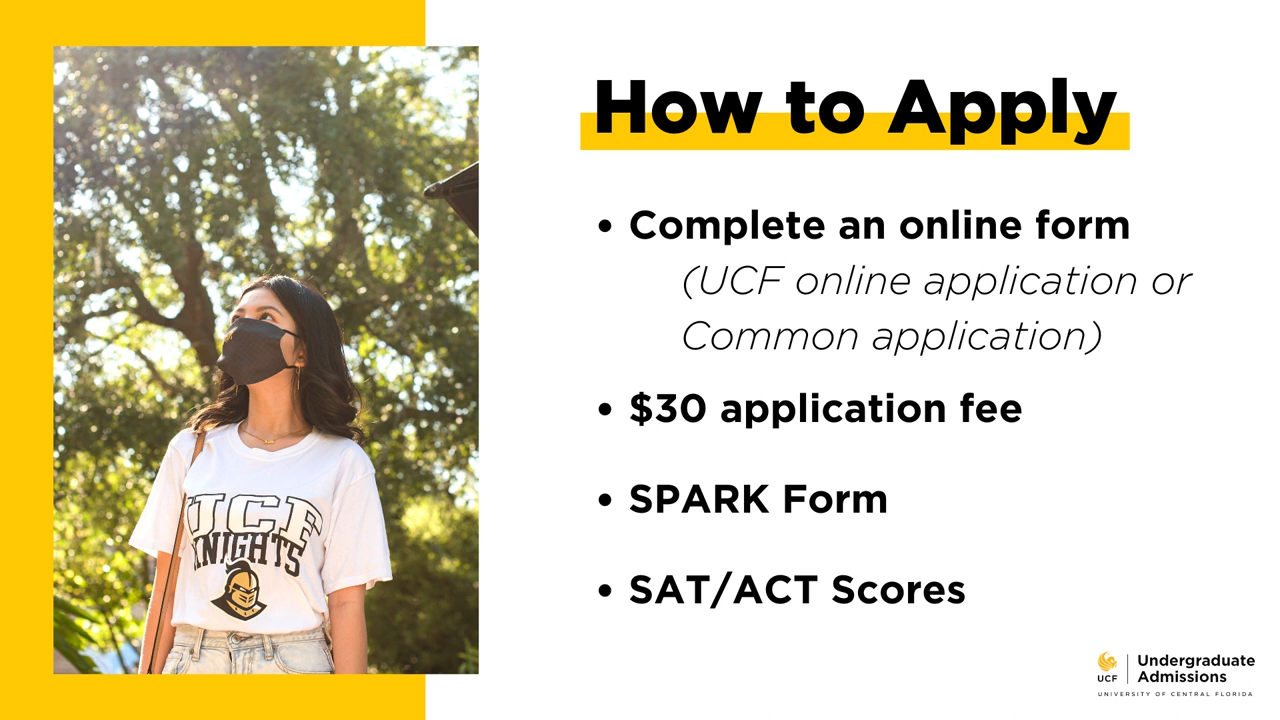 How to Apply
• Complete an online form
(UCF online application or
Common application)
• $30 application fee
• SPARK Form
• SAT/ACT Scores
UCF
KNIGHTS
UCF
Undergraduate
Admissions
UNIVERSITY OF CENTRAL FLORIDA